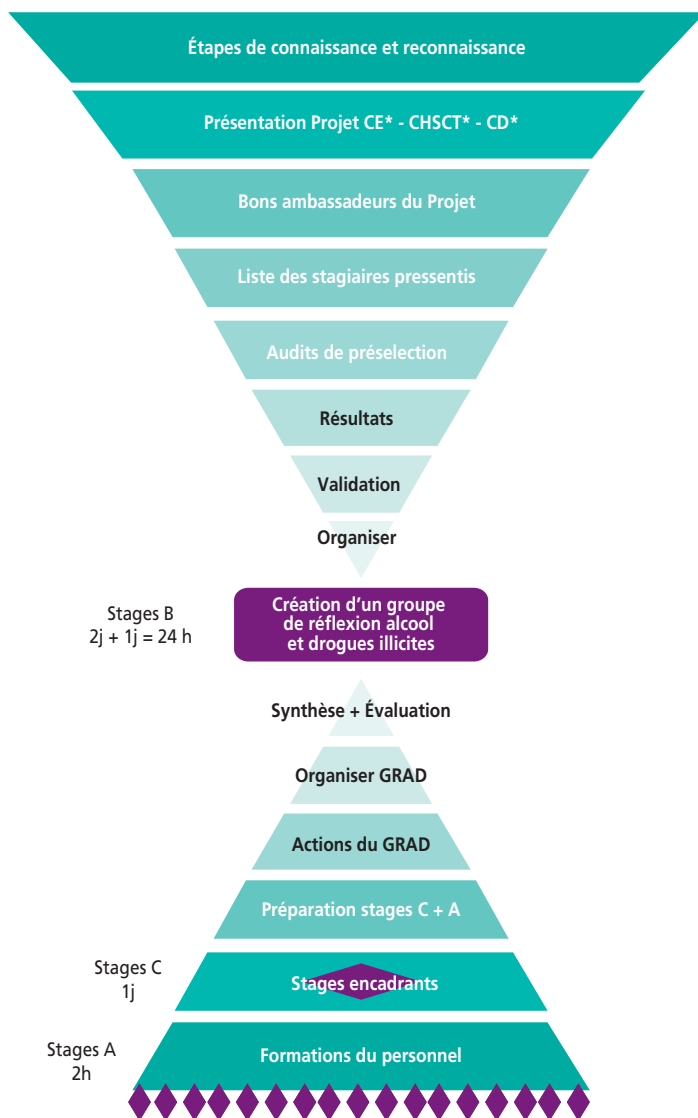 Étapes de connaissance et reconnaissance
Présentation Projet CE* - CHSCT* - CD*
Bons ambassadeurs du Projet
Liste des stagiaires pressentis
Audits de préselection
Résultats
Validation
Organiser
Stages B
2j + 1j = 24 h
Création d'un groupe
de réflexion alcool
et drogues illicites
Synthèse + Évaluation
Organiser GRAD
Actions du GRAD
Préparation stages C + A
Stages C
1j
Stages encadrants
Stages A
2h
Formations du personnel